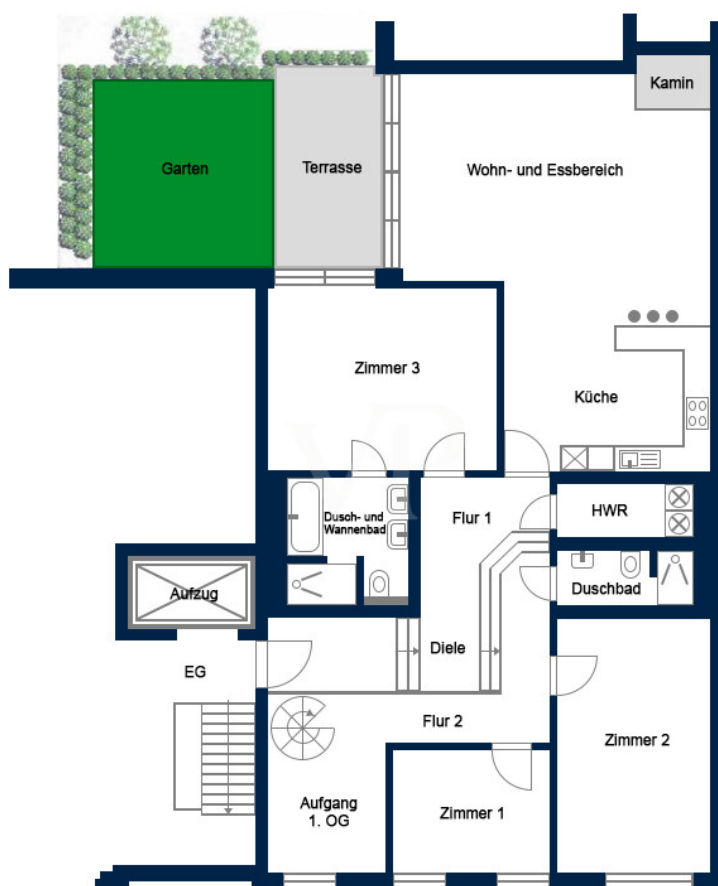 Kamin
Garten
Terrasse
Wohn- und Essbereich
Zimmer 3
Küche
Dusch- und
Wannenbad
Flur 1
HWR
Aufzug
Duschbad
Diele
EG
Flur 2
Zimmer 2
Aufgang
1. OG
Zimmer 1